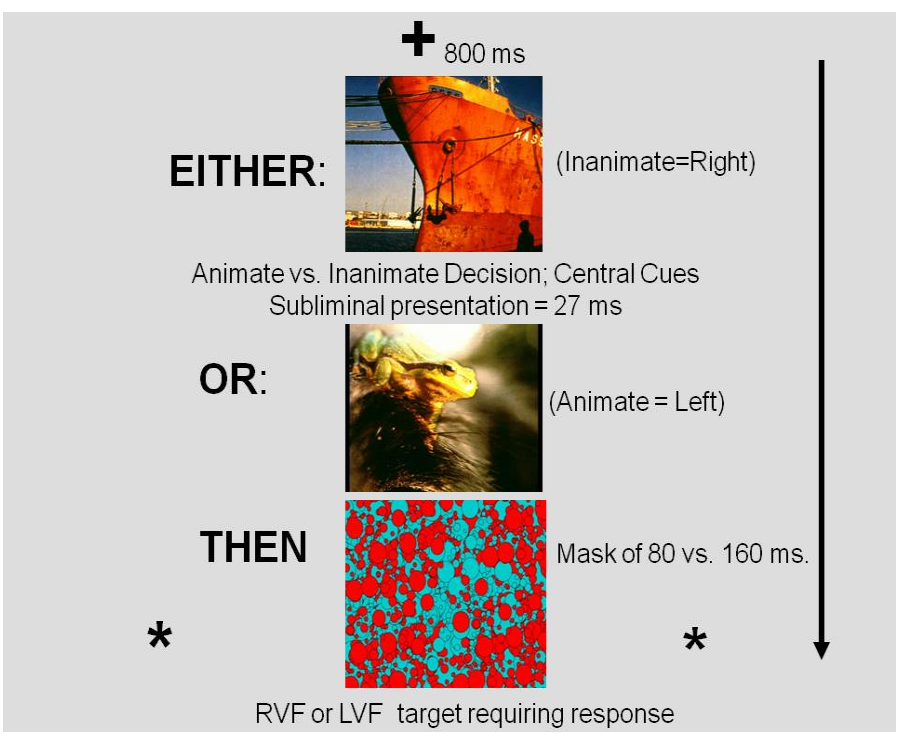 + 800 ms
EITHER:
MASS
(Inanimate=Right)
Animate vs. Inanimate Decision; Central Cues
Subliminal presentation = 27 ms
OR:
(Animate = Left)
THEN
Mask of 80 vs. 160 ms.
* *
RVF or LVF target requiring response